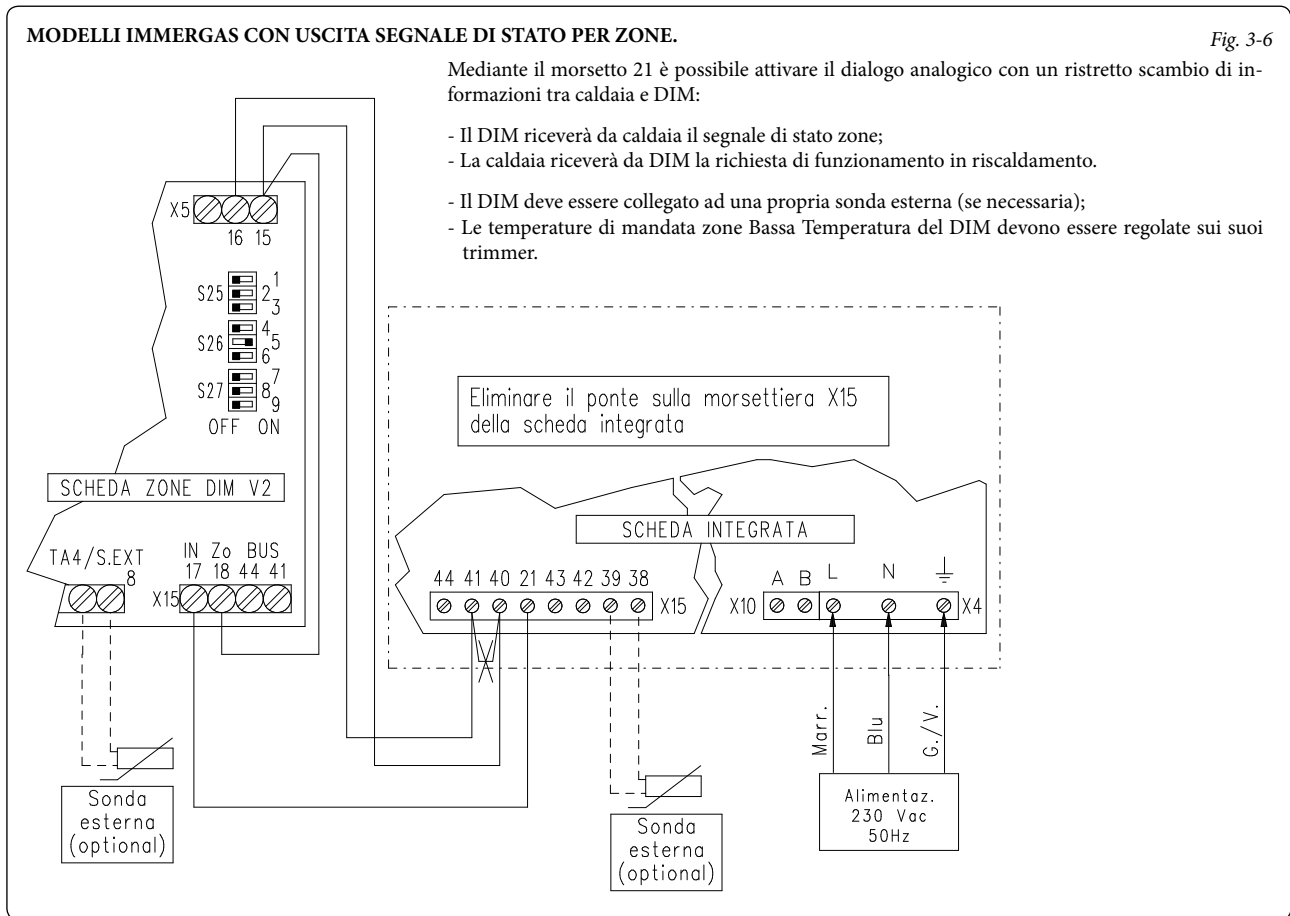 MODELLI IMMERGAS CON USCITA SEGNALE DI STATO PER ZONE.
Fig. 3-6
Mediante il morsetto 21 è possibile attivare il dialogo analogico con un ristretto scambio di in-
formazioni tra caldaia e DIM:
- Il DIM riceverà da caldaia il segnale di stato zone;
- La caldaia riceverà da DIM la richiesta di funzionamento in riscaldamento.
- Il DIM deve essere collegato ad una propria sonda esterna (se necessaria);
- Le temperature di mandata zone Bassa Temperatura del DIM devono essere regolate sui suoi
trimmer.
X5
16 15
S25
1
2
3
S26
4
5
6
S27
7
8
9
OFF ON
SCHEDA ZONE DIM V2
TA4/S.EXT
8
IN Zo BUS
17 18 44 41
X15
Eliminare il ponte sulla morsettiera X15
della scheda integrata
SCHEDA INTEGRATA
44 41 40 21 43 42 39 38
X15
A B L N
X10
X4
Marr.
Blu
G./V.
Sonda
esterna
(optional)
Sonda
esterna
(optional)
Alimentaz.
230 Vac
50Hz